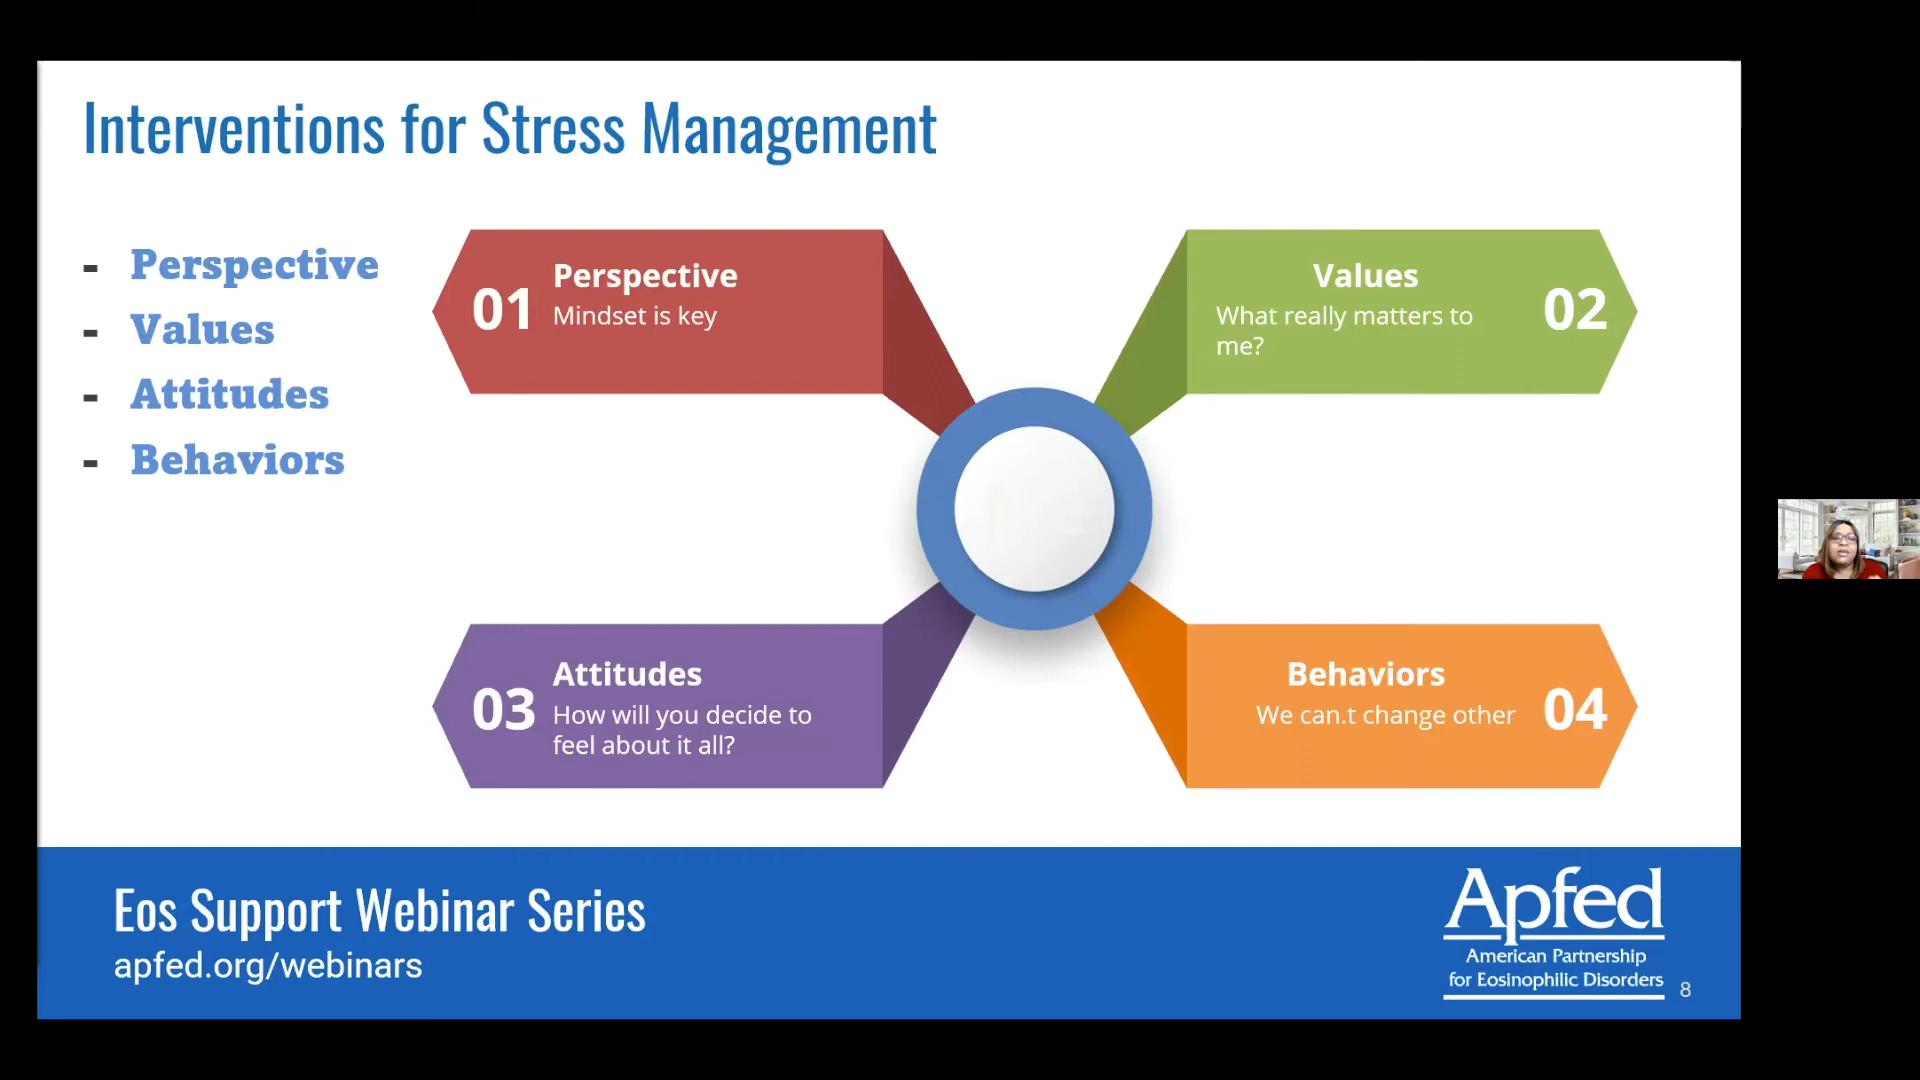 Interventions for Stress Management
- Perspective
- Values
- Attitudes
- Behaviors
01
Perspective
Mindset is key
Values
What really matters to
me?
02
03
Attitudes
How will you decide to
feel about it all?
Behaviors
We can.t change other
04
Eos Support Webinar Series
apfed.org/webinars
Apfed
American Partnership
for Eosinophilic Disorders
8